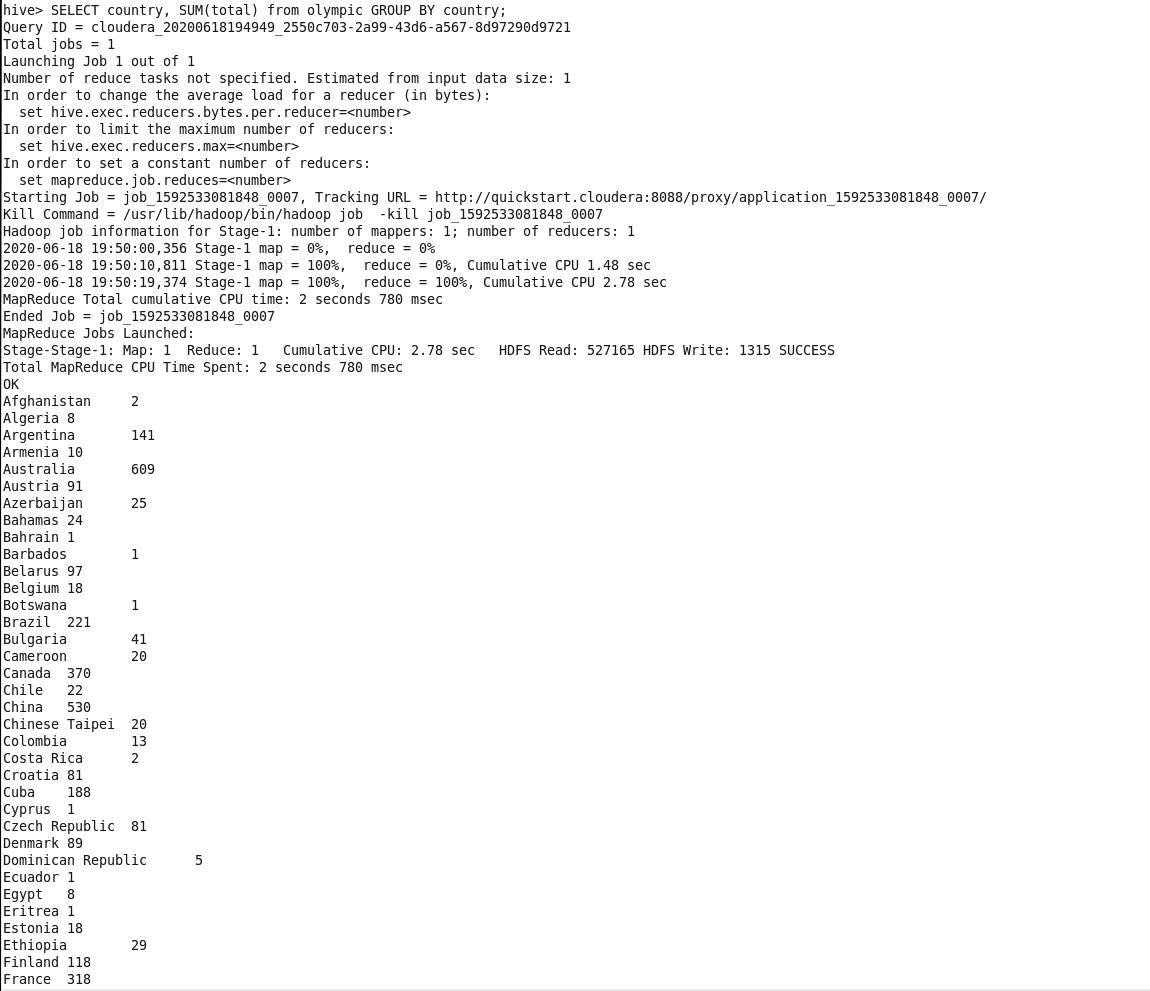 hive> SELECT country, SUM(total) from olympic GROUP BY country;
Query ID = cloudera_20200618194949_2550c703-2a99-43d6-a567-8d97290d9721
Total jobs = 1
Launching Job 1 out of 1
Number of reduce tasks not specified. Estimated from input data size: 1
In order to change the average load for a reducer (in bytes):
  set hive.exec.reducers.bytes.per.reducer=<number>
In order to limit the maximum number of reducers:
  set hive.exec.reducers.max=<number>
In order to set a constant number of reducers:
  set mapreduce.job.reduces=<number>
Starting Job = job_1592533081848_0007, Tracking URL = http://quickstart.cloudera:8088/proxy/application_1592533081848_0007/
Kill Command = /usr/lib/hadoop/bin/hadoop job  -kill job_1592533081848_0007
Hadoop job information for Stage-1: number of mappers: 1; number of reducers: 1
2020-06-18 19:50:00,356 Stage-1 map = 0%,  reduce = 0%
2020-06-18 19:50:10,811 Stage-1 map = 100%,  reduce = 0%, Cumulative CPU 1.48 sec
2020-06-18 19:50:19,374 Stage-1 map = 100%,  reduce = 100%, Cumulative CPU 2.78 sec
MapReduce Total cumulative CPU time: 2 seconds 780 msec
Ended Job = job_1592533081848_0007
MapReduce Jobs Launched:
Stage-Stage-1: Map: 1  Reduce: 1   Cumulative CPU: 2.78 sec   HDFS Read: 527165 HDFS Write: 1315 SUCCESS
Total MapReduce CPU Time Spent: 2 seconds 780 msec
OK
Afghanistan	2
Algeria	8
Argentina	141
Armenia	10
Australia	609
Austria	91
Azerbaijan	25
Bahamas	24
Bahrain	1
Barbados	1
Belarus	97
Belgium	18
Botswana	1
Brazil	221
Bulgaria	41
Cameroon	20
Canada	370
Chile	22
China	530
Chinese Taipei	20
Colombia	13
Costa Rica	2
Croatia	81
Cuba	188
Cyprus	1
Czech Republic	81
Denmark	89
Dominican Republic	5
Ecuador	1
Egypt	8
Eritrea	1
Estonia	18
Ethiopia	29
Finland	118
France	318